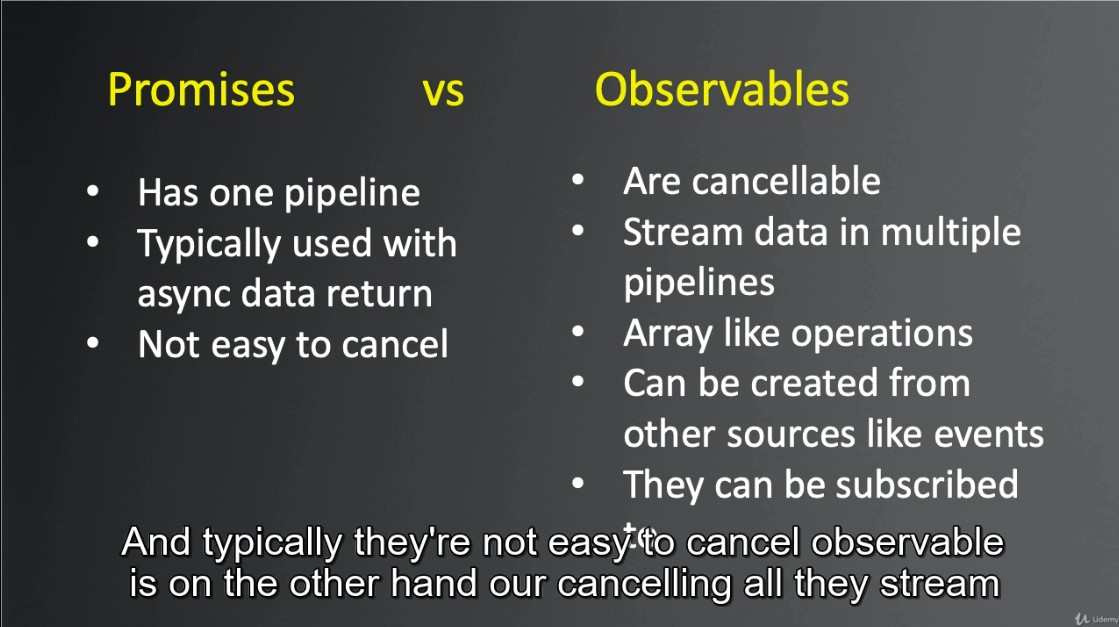 Promises vs Observables
• Has one pipeline
• Typically used with
async data return
• Not easy to cancel
• Are cancellable
• Stream data in multiple
pipelines
• Array like operations
• Can be created from
other sources like events
• They can be subscribed
to
And typically they're not easy to cancel observable
is on the other hand our cancelling all they stream
Udemy